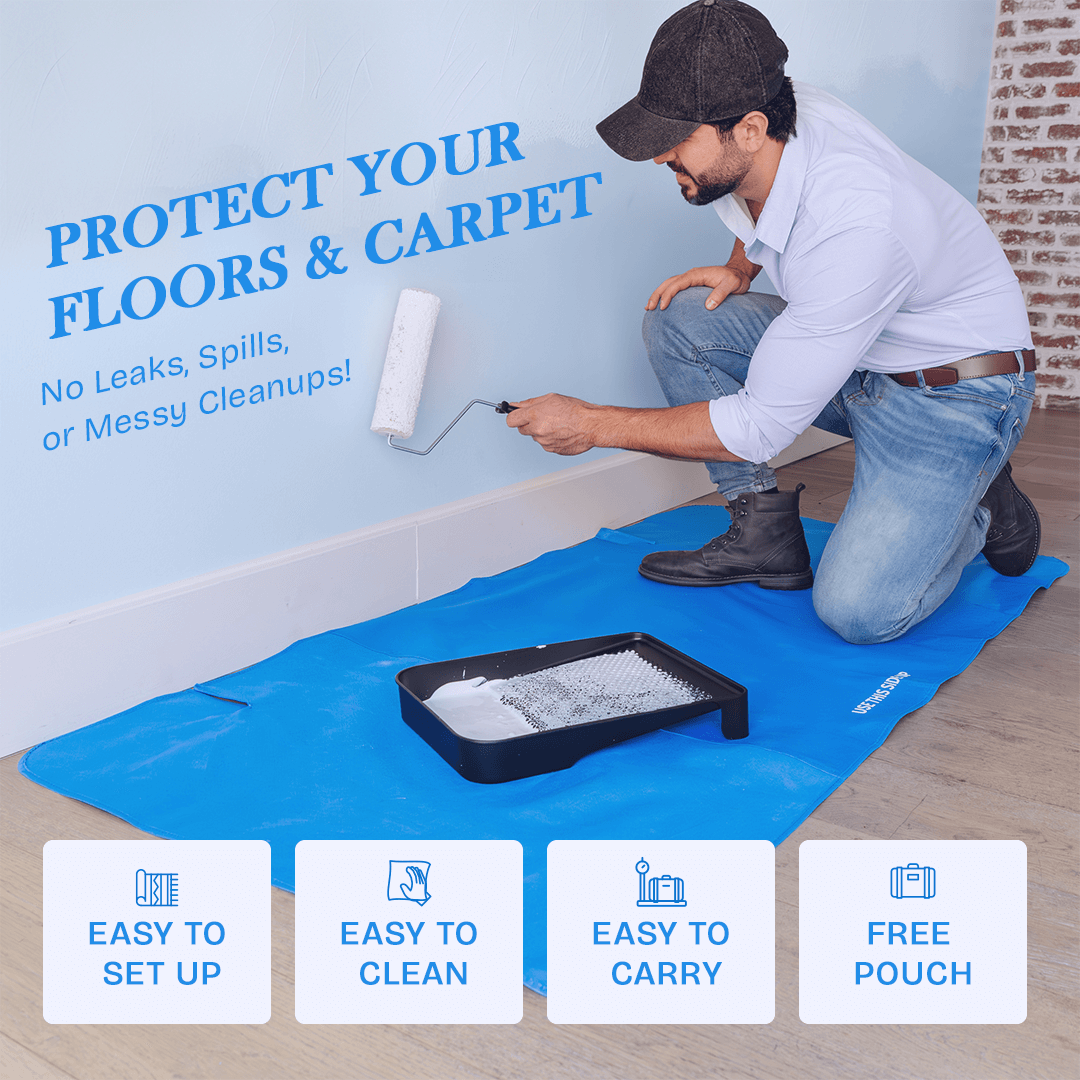 PROTECT YOUR
FLOORS & CARPET
No Leaks, Spills,
or Messy Cleanups!
USE THIS SIDE UP
EASY TO
SET UP
EASY TO
CLEAN
EASY TO
CARRY
FREE
POUCH